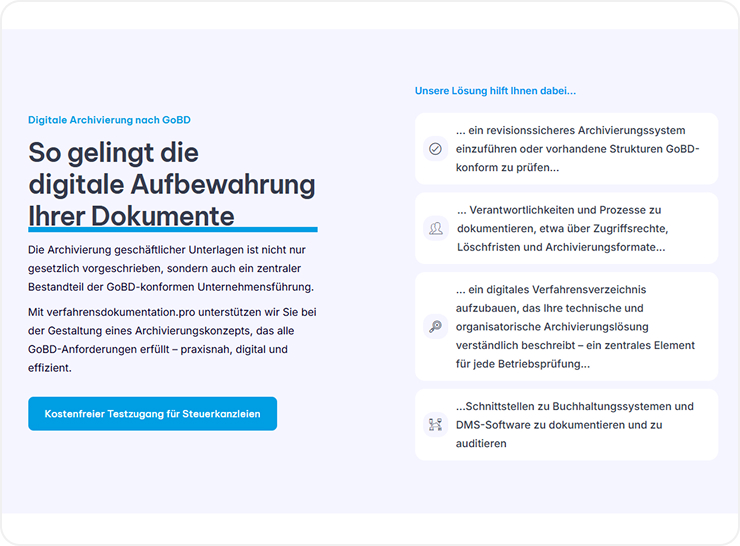 Digitale Archivierung nach GoBD
So gelingt die
digitale Aufbewahrung
Ihrer Dokumente
Die Archivierung geschäftlicher Unterlagen ist nicht nur
gesetzlich vorgeschrieben, sondern auch ein zentraler
Bestandteil der GoBD-konformen Unternehmensführung.
Mit verfahrensdokumentation.pro unterstützen wir Sie bei
der Gestaltung eines Archivierungskonzepts, das alle
GoBD-Anforderungen erfüllt – praxisnah, digital und
effizient.
Kostenfreier Testzugang für Steuerkanzleien
Unsere Lösung hilft Ihnen dabei...
... ein revisionssicheres Archivierungssystem
einzuführen oder vorhandene Strukturen GoBD-
konform zu prüfen...
... Verantwortlichkeiten und Prozesse zu
dokumentieren, etwa über Zugriffsrechte,
Löschfristen und Archivierungsformate...
... ein digitales Verfahrensverzeichnis
aufzubauen, das Ihre technische und
organisatorische Archivierungslösung
verständlich beschreibt – ein zentrales Element
für jede Betriebsprüfung...
...Schnittstellen zu Buchhaltungssystemen und
DMS-Software zu dokumentieren und zu
auditieren